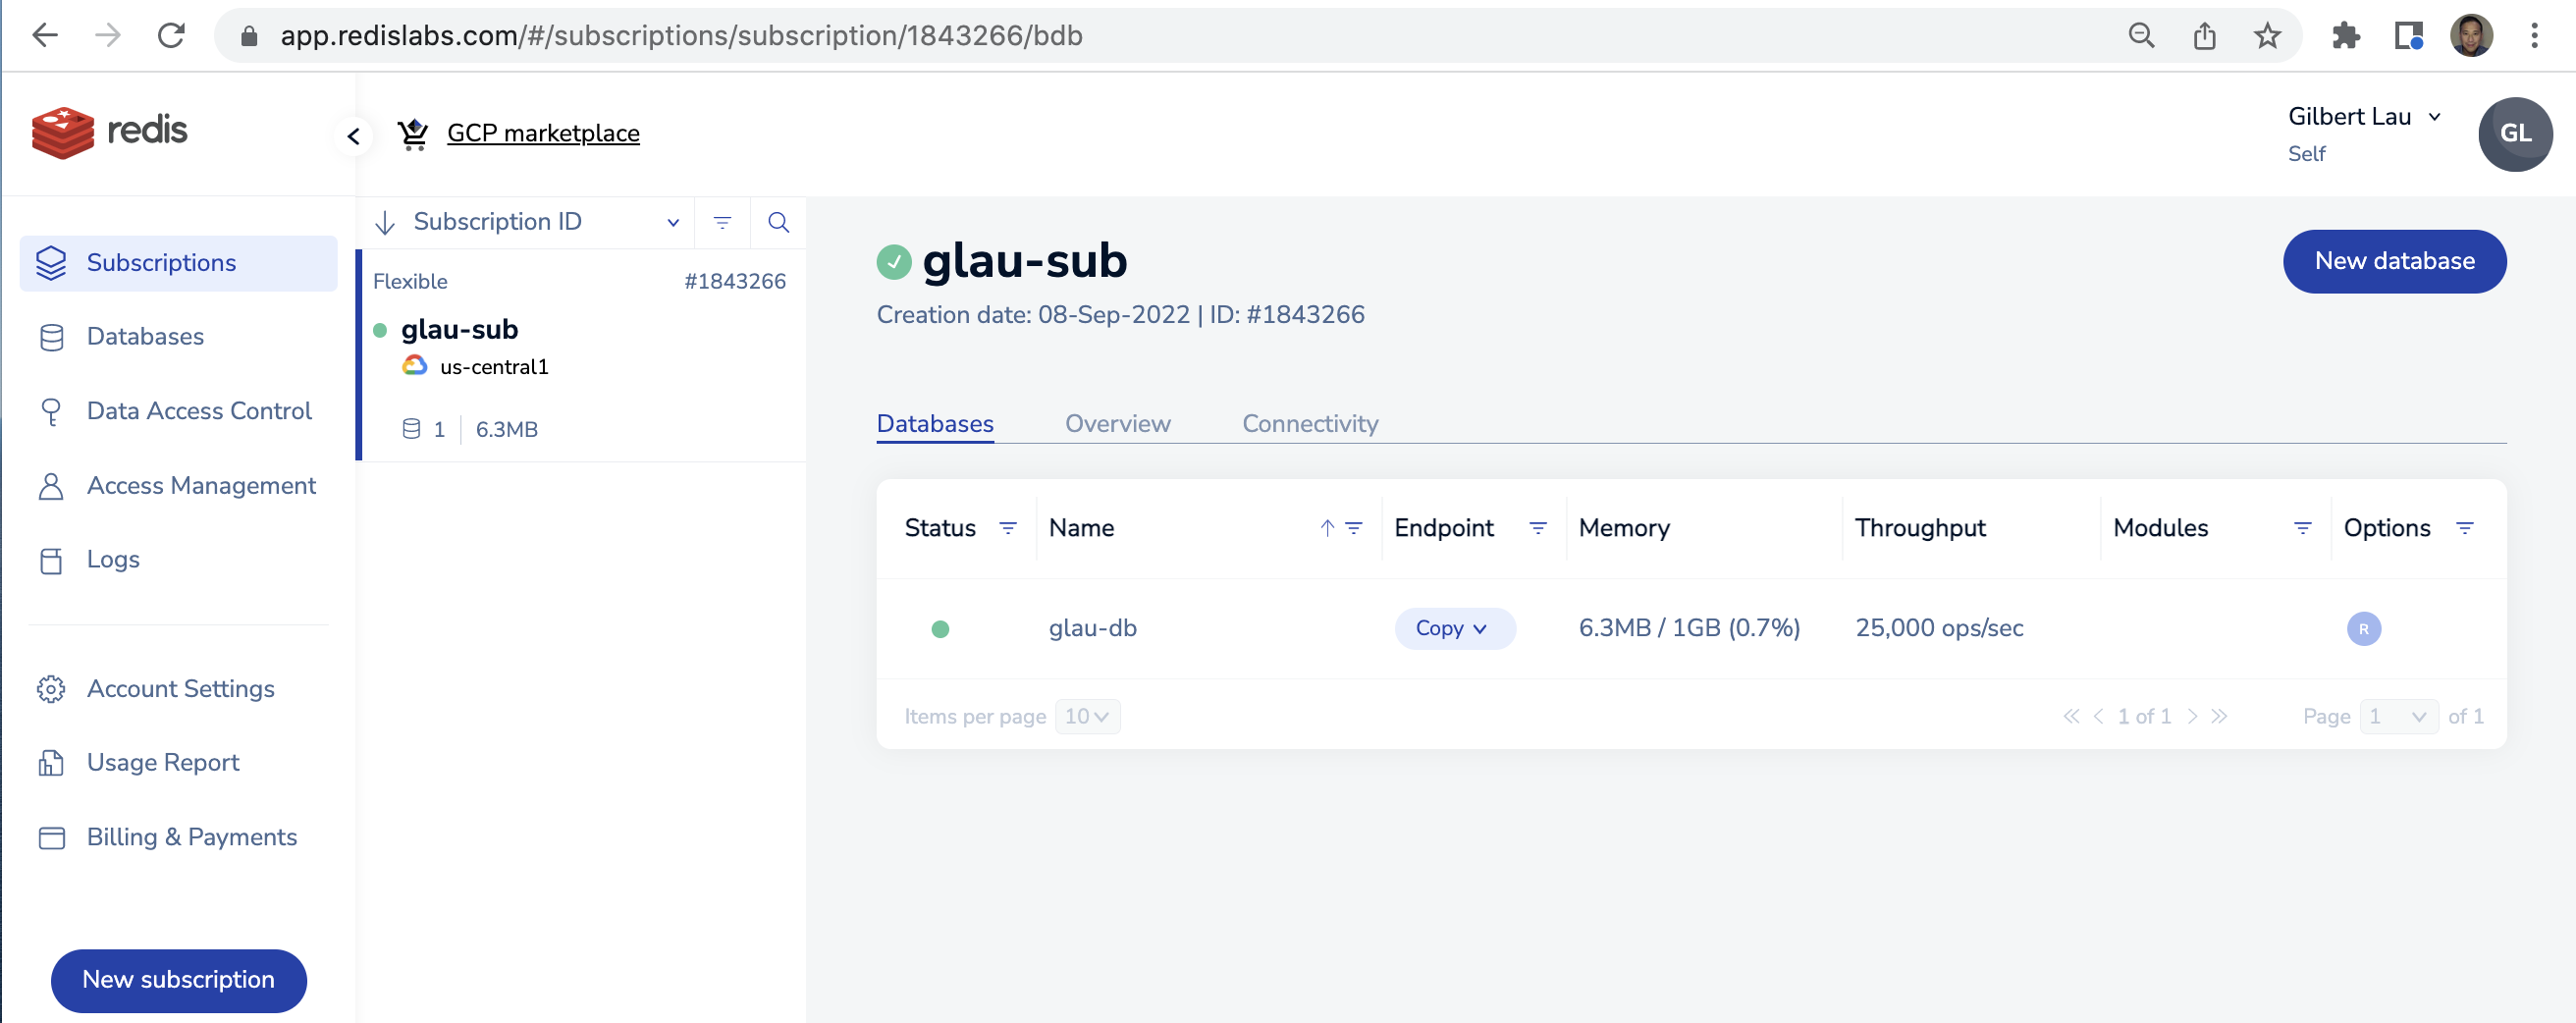 app.redislabs.com/#/subscriptions/subscription/1843266/bdb
redis
GCP marketplace
Gilbert Lau
Self
GL
Subscriptions
Databases
Data Access Control
Access Management
Logs
Account Settings
Usage Report
Billing & Payments
New subscription
Subscription ID
Flexible #1843266
glau-sub
us-central1
1 6.3MB
glau-sub
New database
Creation date: 08-Sep-2022 | ID: #1843266
Databases Overview Connectivity
Status Name Endpoint Memory Throughput Modules Options
glau-db Copy 6.3MB / 1GB (0.7%) 25,000 ops/sec R
Items per page 10 1 of 1 Page 1 of 1